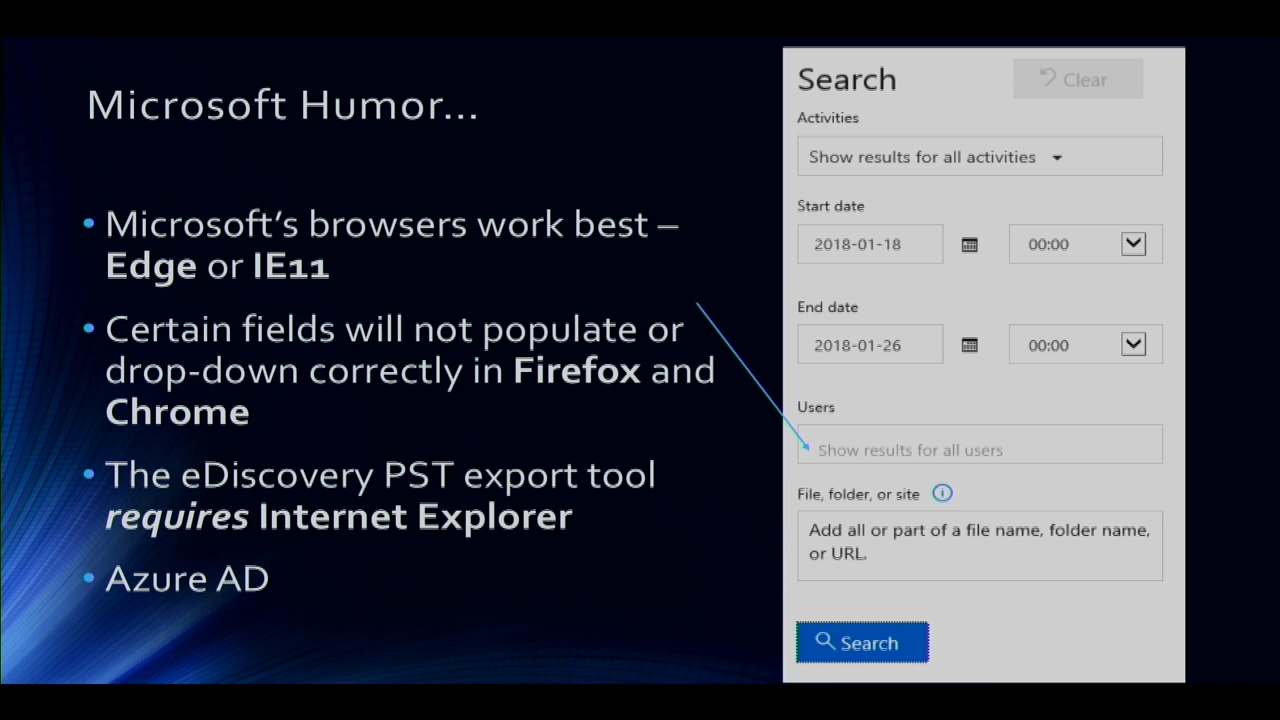 Microsoft Humor...
• Microsoft's browsers work best –
Edge or IE11
• Certain fields will not populate or
drop-down correctly in Firefox and
Chrome
• The eDiscovery PST export tool
requires Internet Explorer
• Azure AD
Search
Clear
Activities
Show results for all activities
Start date
2018-01-18
00:00
End date
2018-01-26
00:00
Users
Show results for all users
File, folder, or site
Add all or part of a file name, folder name,
or URL.
Search